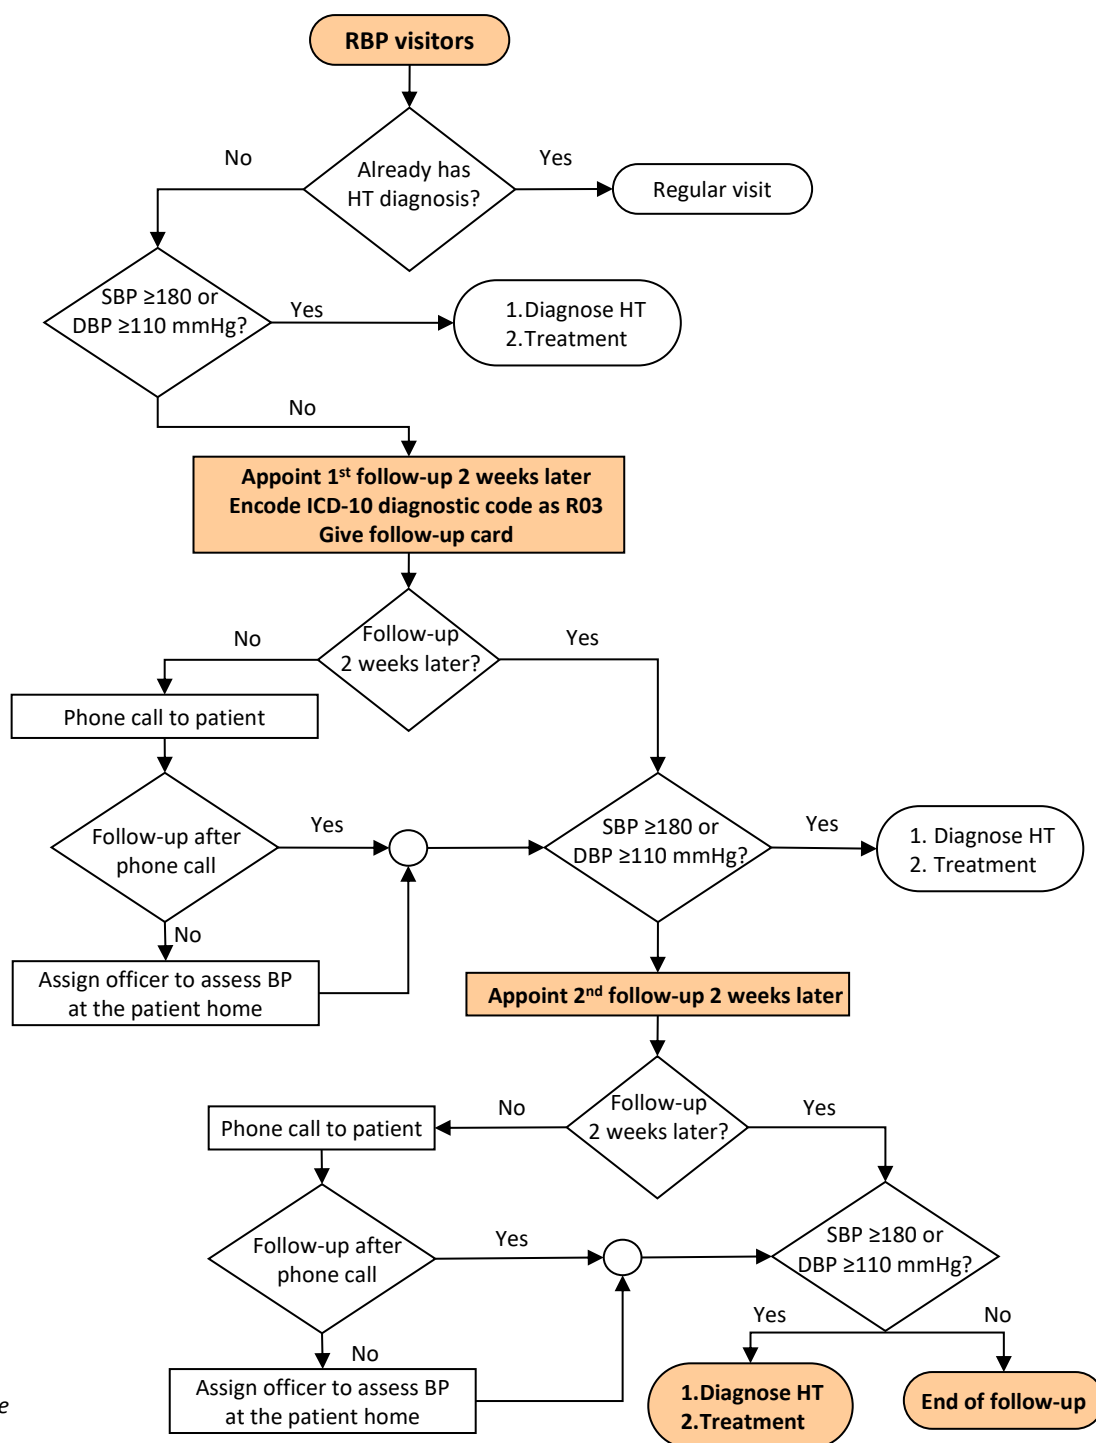 RBP visitors
No
Yes
Already has
HT diagnosis?
Regular visit
SBP ≥180 or
DBP ≥110 mmHg?
Yes
1.Diagnose HT
2.Treatment
No
Appoint 1st follow-up 2 weeks later
Encode ICD-10 diagnostic code as R03
Give follow-up card
No
Follow-up
2 weeks later?
Yes
Phone call to patient
Follow-up after
phone call
Yes
SBP ≥180 or
DBP ≥110 mmHg?
Yes
1. Diagnose HT
2. Treatment
No
Assign officer to assess BP
at the patient home
Appoint 2nd follow-up 2 weeks later
No
Follow-up
2 weeks later?
Yes
Phone call to patient
Follow-up after
phone call
Yes
SBP ≥180 or
DBP ≥110 mmHg?
No
Yes
No
Assign officer to assess BP
at the patient home
1.Diagnose HT
2.Treatment
End of follow-up
e